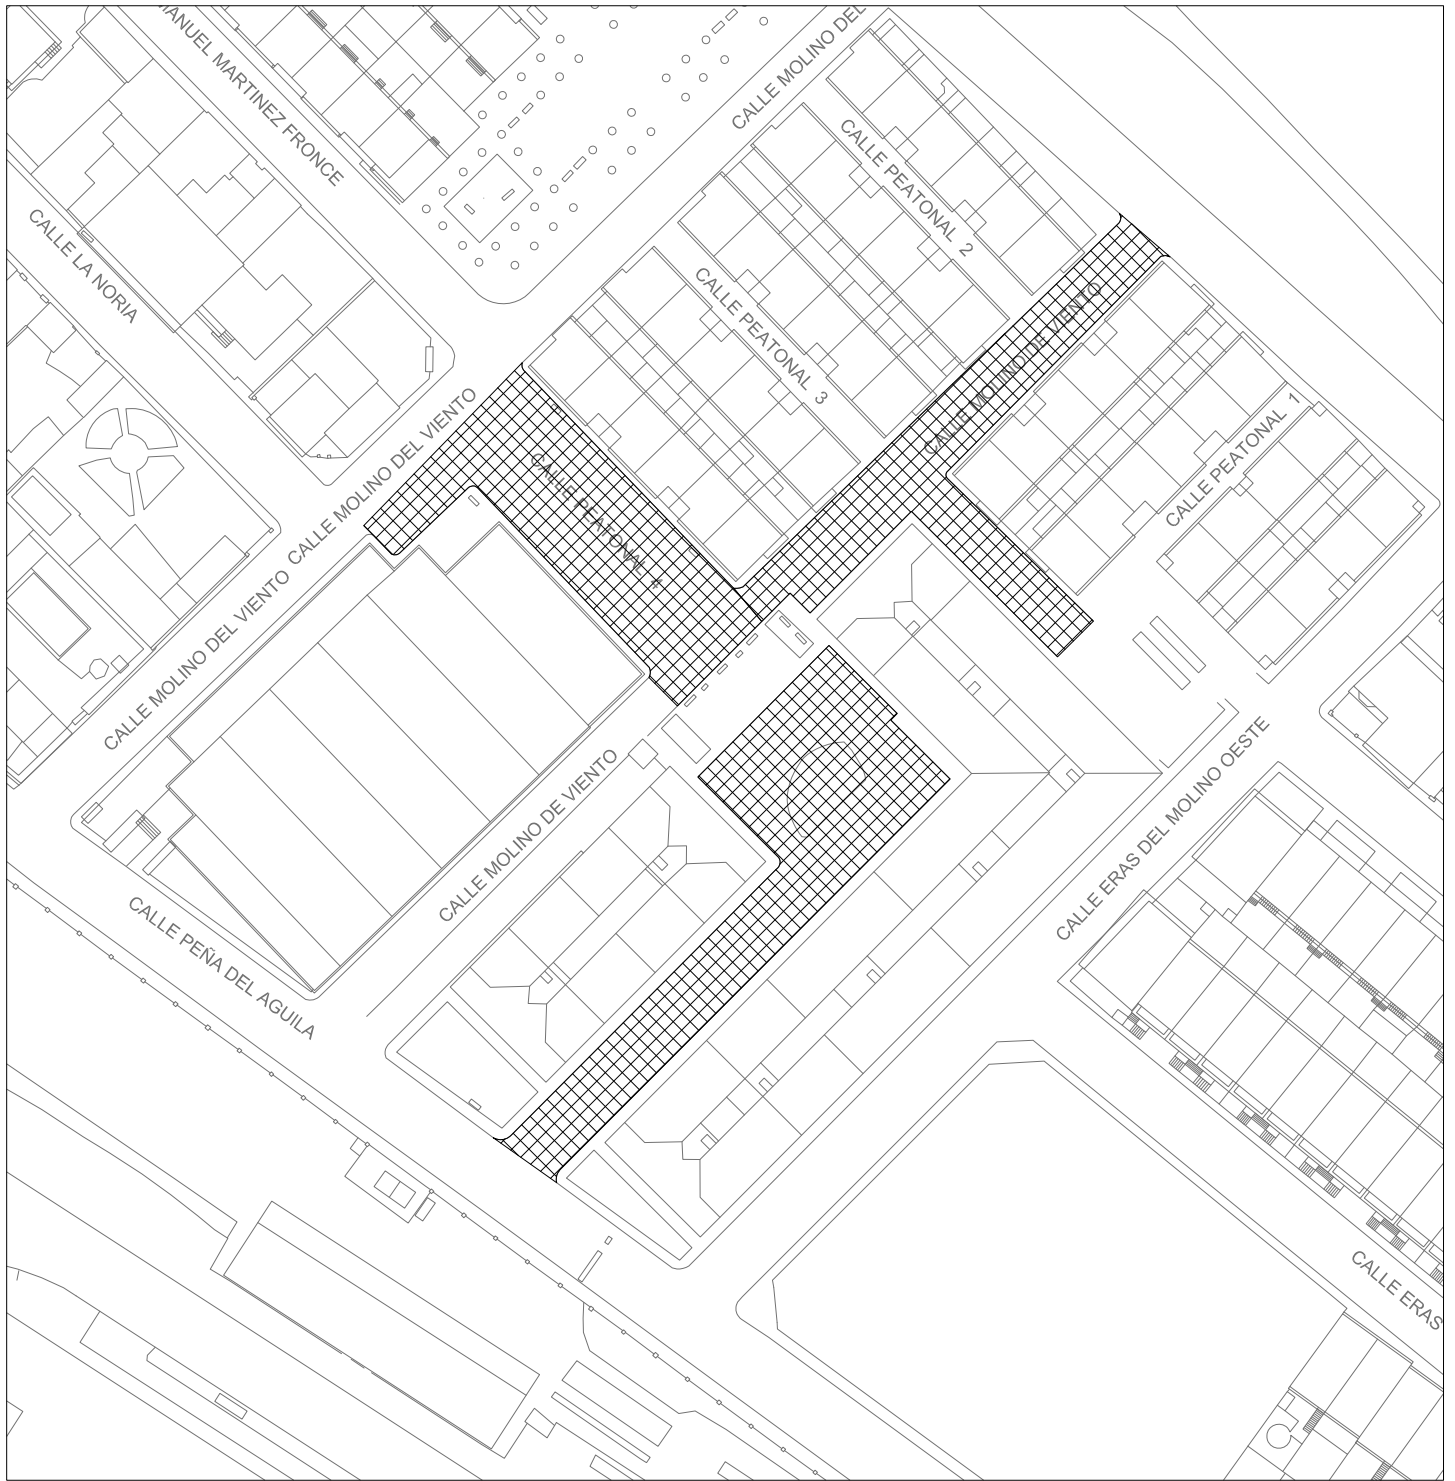 MANUEL MARTINEZ FRONCE
CALLE MOLINO DEL
CALLE PEATONAL 2
CALLE LA NORIA
CALLE PEATONAL 3
CALLE MOLINO DE VIENTO
CALLE PEATONAL 1
CALLE MOLINO DEL VIENTO
CALLE PEATONAL 4
CALLE MOLINO DEL VIENTO
CALLE MOLINO DE VIENTO
CALLE ERAS DEL MOLINO OESTE
CALLE PEÑA DEL AGUILA
CALLE ERAS